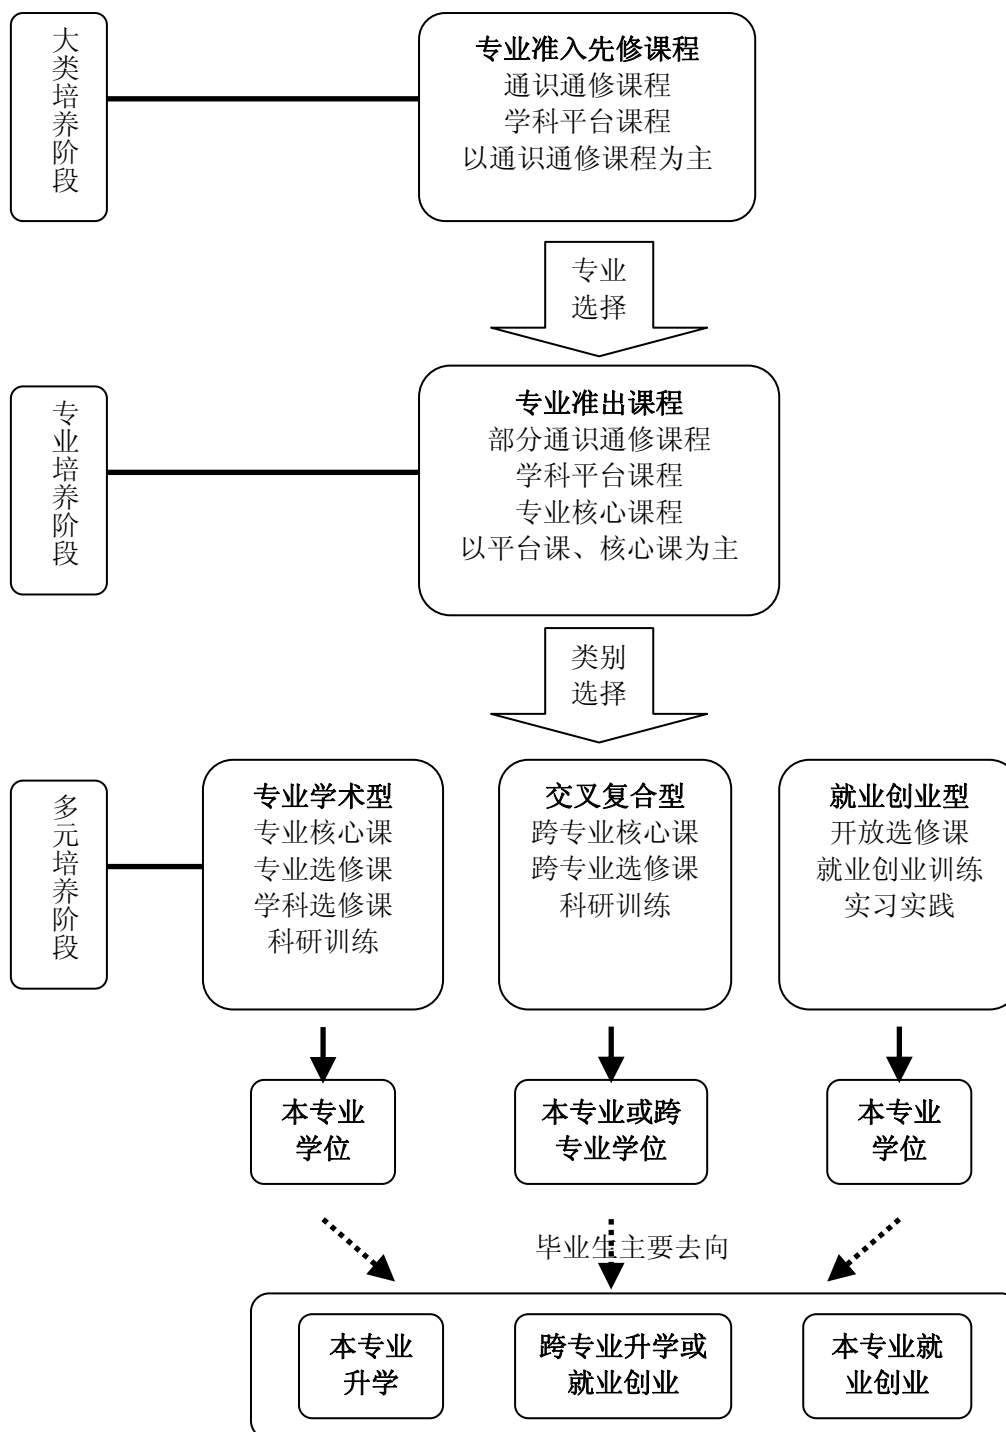 大类培养阶段
专业准入先修课程
通识通修课程
学科平台课程
以通识通修课程为主
专业
选择
专业培养阶段
专业准出课程
部分通识通修课程
学科平台课程
专业核心课程
以平台课、核心课为主
类别
选择
多元培养阶段
专业学术型
专业核心课
专业选修课
学科选修课
科研训练
交叉复合型
跨专业核心课
跨专业选修课
科研训练
就业创业型
开放选修课
就业创业训练
实习实践
本专业
学位
本专业或跨
专业学位
本专业
学位
毕业生主要去向
本专业
升学
跨专业升学或
就业创业
本专业就
业创业